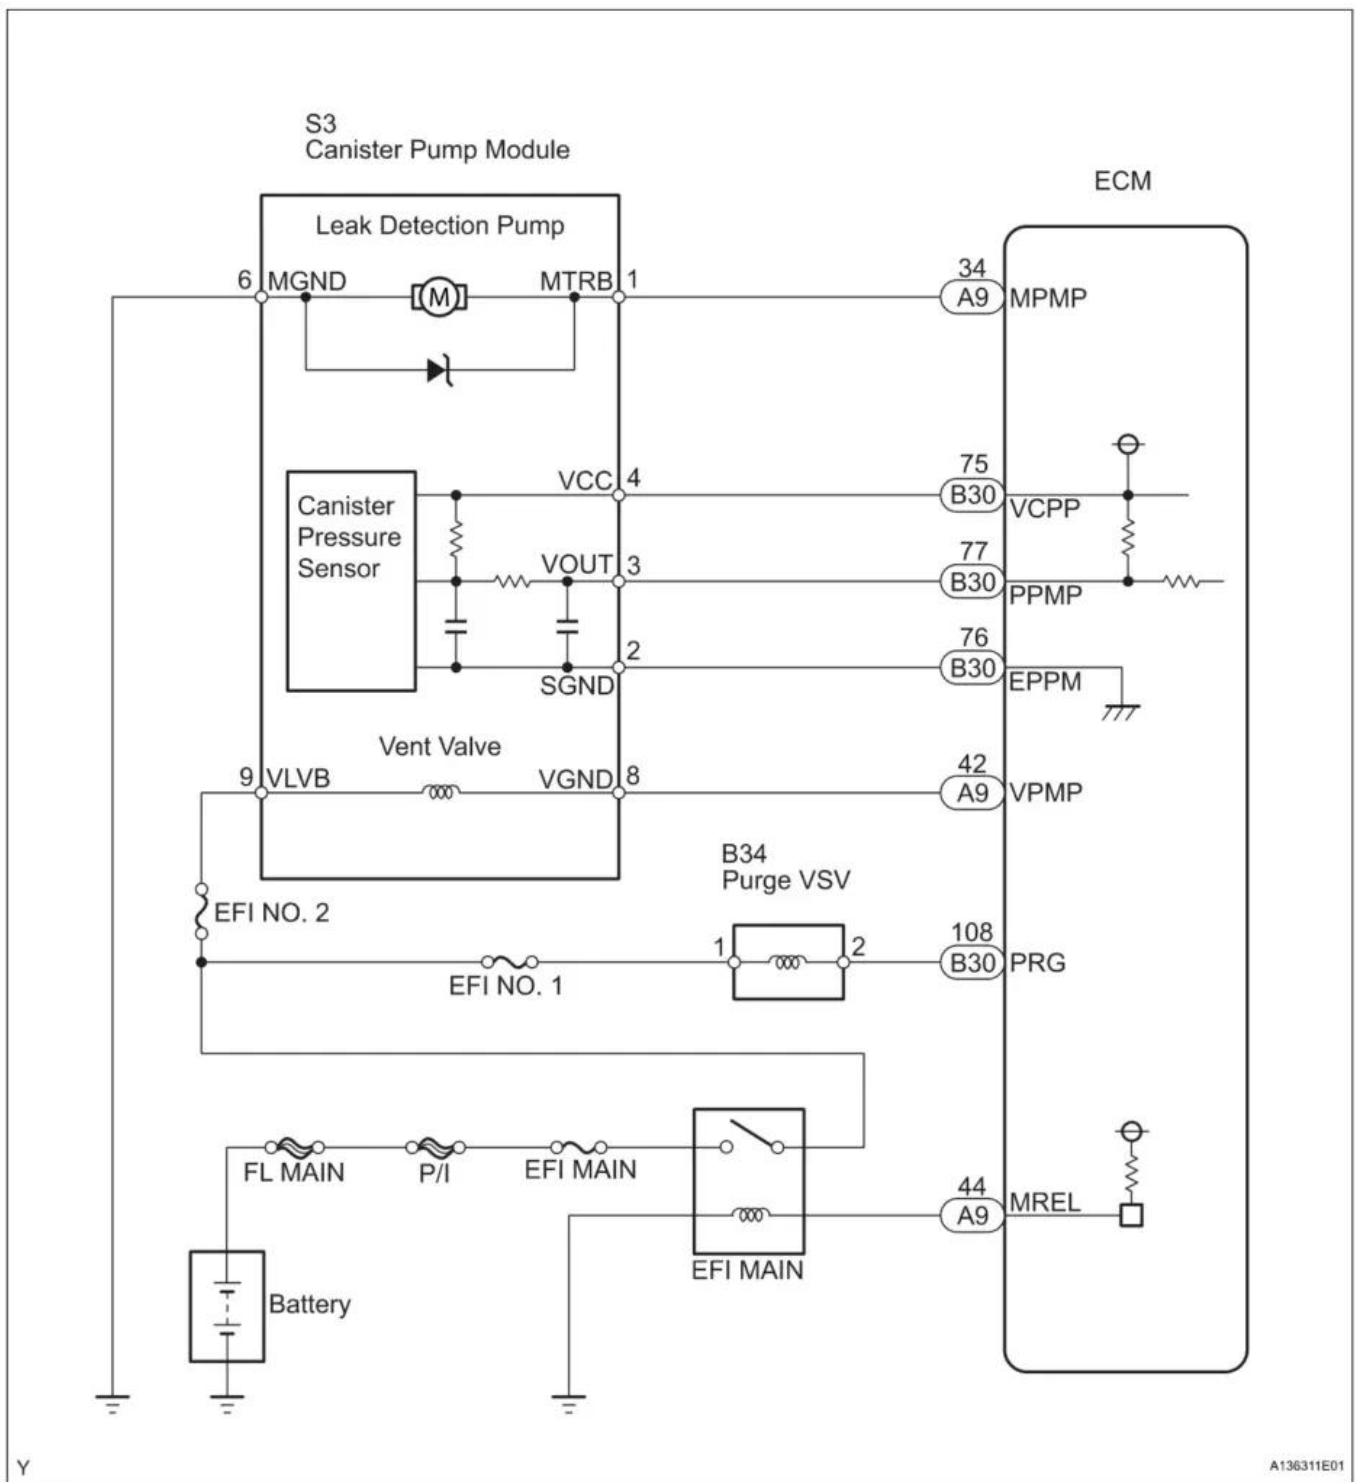 S3
Canister Pump Module
ECM
Leak Detection Pump
6 MGND
M
MTRB 1
34
A9 MPMP
VCC 4
75
B30 VCPP
Canister
Pressure
Sensor
VOUT 3
77
B30 PPMP
2
SGND
76
B30 EPPM
Vent Valve
9 VLVB
VGND 8
42
A9 VPMP
B34
Purge VSV
EFI NO. 2
EFI NO. 1
1
2
108
B30 PRG
FL MAIN
P/I
EFI MAIN
44
A9 MREL
EFI MAIN
Battery
Y
A136311E01